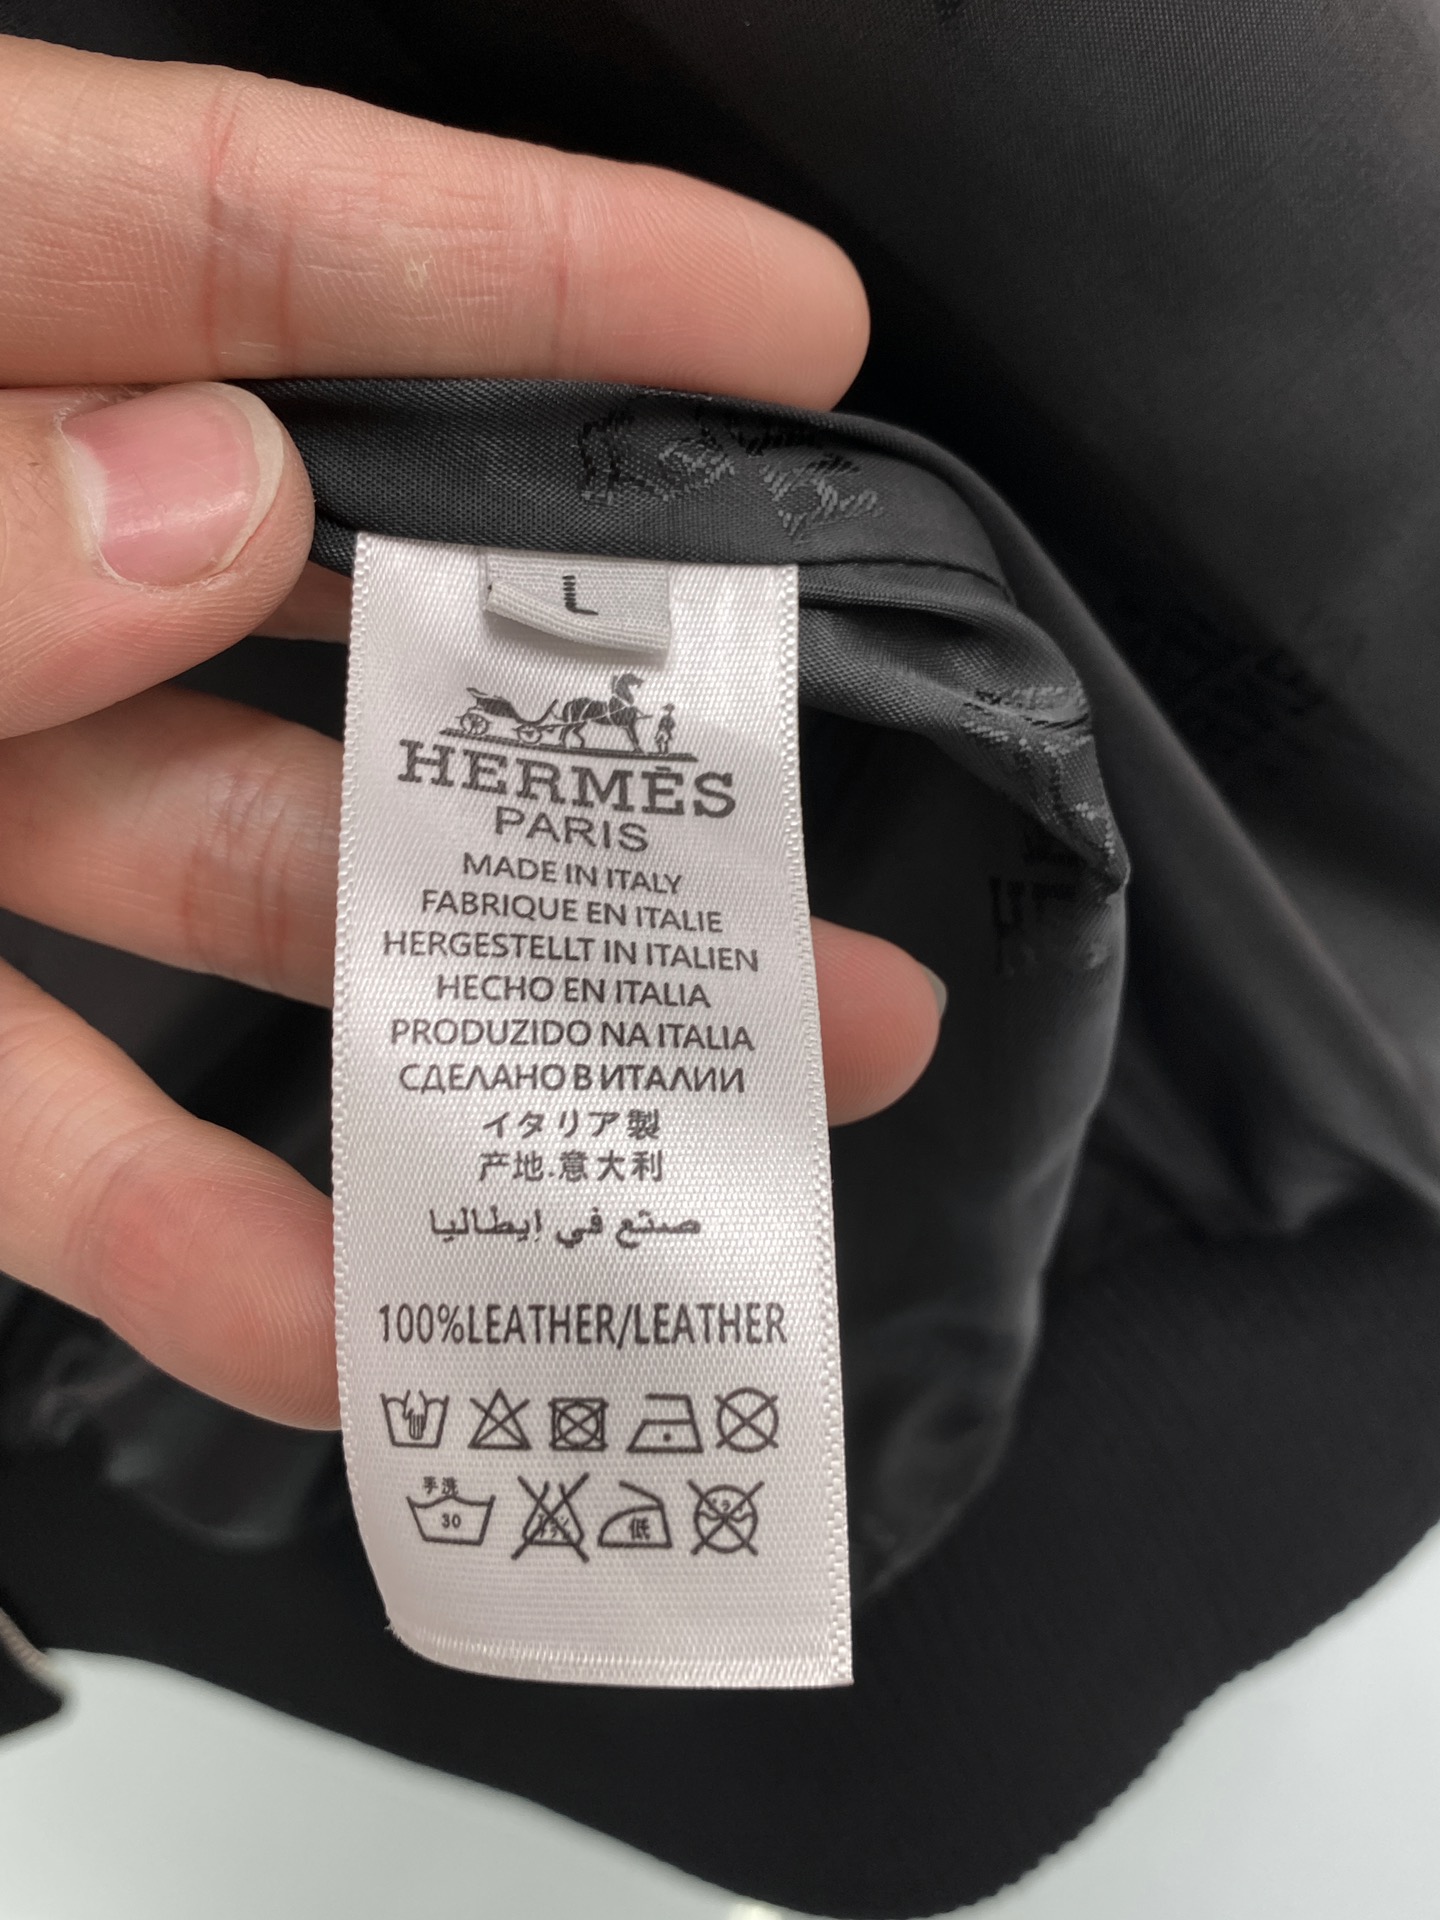 L
HERMÈS
PARIS
MADE IN ITALY
FABRIQUE EN ITALIE
HERGESTELLT IN ITALIEN
HECHO EN ITALIA
PRODUZIDO NA ITALIA
СДЕЛАНО В ИТАЛИИ
イタリア製
产地.意大利
صنع في إيطاليا
100%LEATHER/LEATHER
手洗
30
低